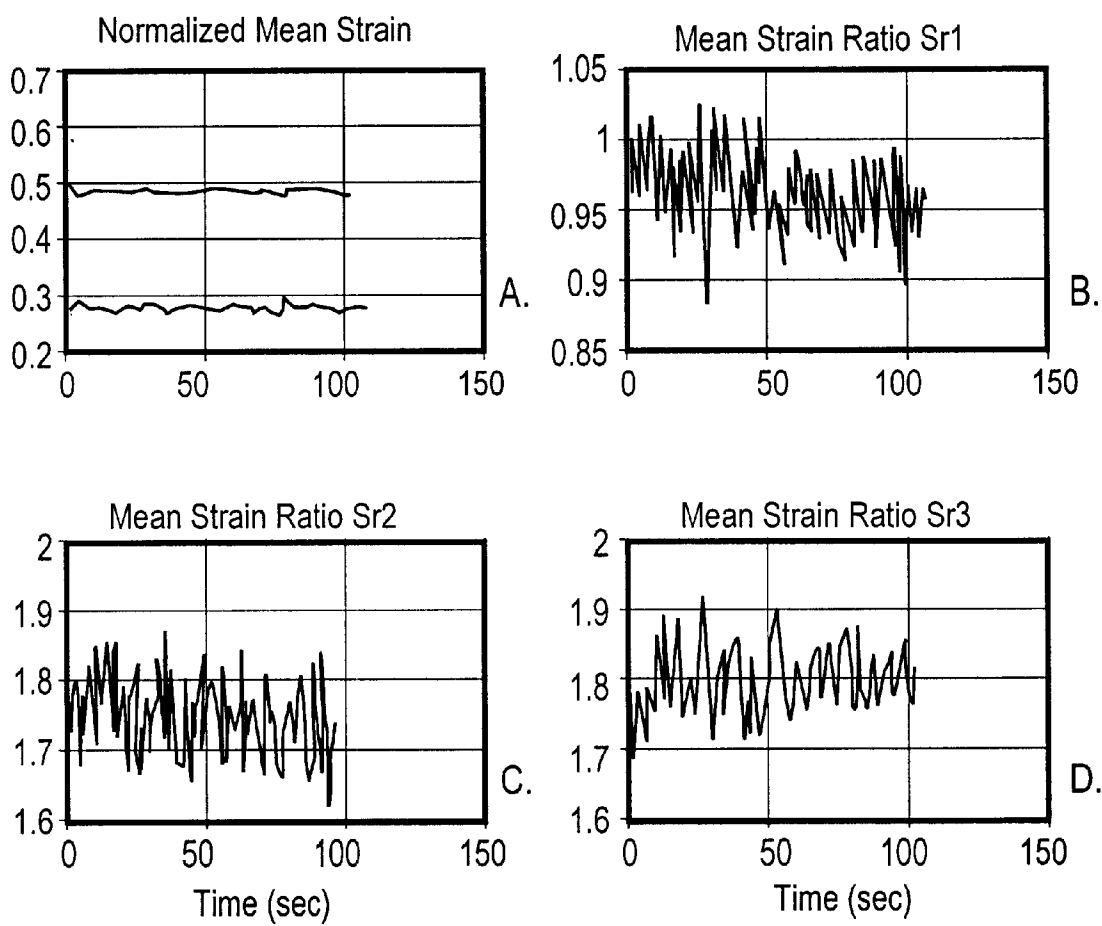 Normalized Mean Strain
0.7
0.6
0.5
0.4
0.3
0.2
0 50 100 150
A.
Mean Strain Ratio Sr1
1.05
1
0.95
0.9
0.85
0 50 100 150
B.
Mean Strain Ratio Sr2
2
1.9
1.8
1.7
1.6
0 50 100 150
Time (sec)
C.
Mean Strain Ratio Sr3
2
1.9
1.8
1.7
1.6
0 50 100 150
Time (sec)
D.